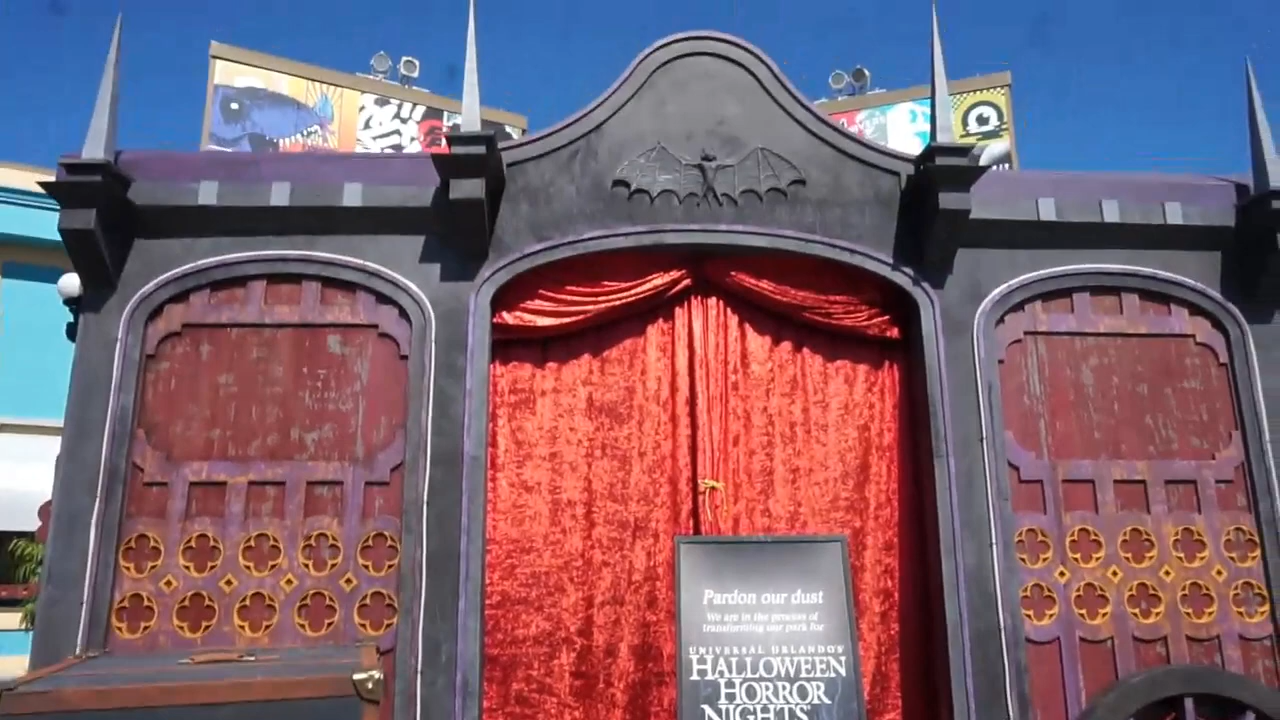 Pardon our dust
We are in the process of
transforming our park for
UNIVERSAL ORLANDO'S
HALLOWEEN
HORROR
NIGHTS